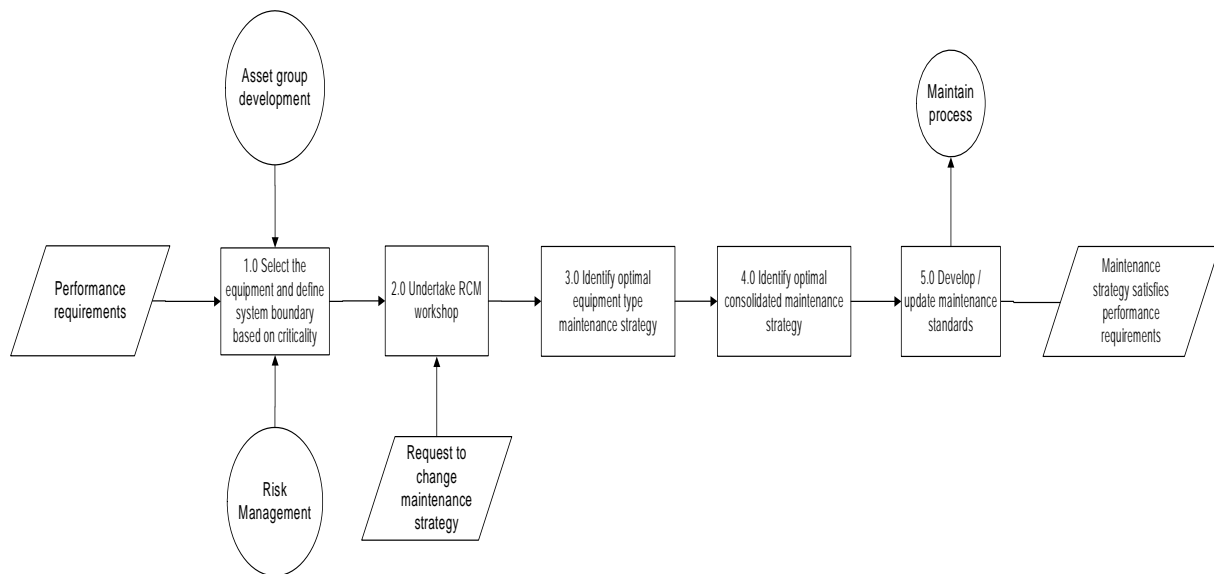 Asset group
development
Maintain
process
Performance
requirements
1.0 Select the
equipment and define
system boundary
based on criticality
2.0 Undertake RCM
workshop
3.0 Identify optimal
equipment type
maintenance strategy
4.0 Identify optimal
consolidated maintenance
strategy
5.0 Develop /
update maintenance
standards
Maintenance
strategy satisfies
performance
requirements
Risk
Management
Request to
change
maintenance
strategy